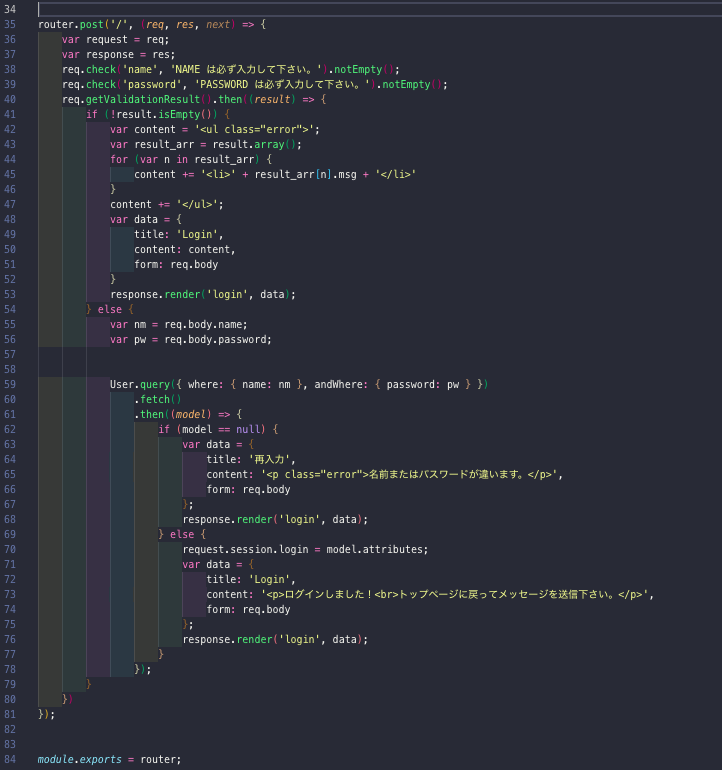 34
35 router.post('/', (req, res, next) => {
36     var request = req;
37     var response = res;
38     req.check('name', 'NAME は必ず入力して下さい。').notEmpty();
39     req.check('password', 'PASSWORD は必ず入力して下さい。').notEmpty();
40     req.getValidationResult().then((result) => {
41         if (!result.isEmpty()) {
42             var content = '<ul class="error">';
43             var result_arr = result.array();
44             for (var n in result_arr) {
45                 content += '<li>' + result_arr[n].msg + '</li>'
46             }
47             content += '</ul>';
48             var data = {
49                 title: 'Login',
50                 content: content,
51                 form: req.body
52             }
53             response.render('login', data);
54         } else {
55             var nm = req.body.name;
56             var pw = req.body.password;
57
58
59             User.query({ where: { name: nm }, andWhere: { password: pw } })
60                 .fetch()
61                 .then((model) => {
62                     if (model == null) {
63                         var data = {
64                             title: '再入力',
65                             content: '<p class="error">名前またはパスワードが違います。</p>',
66                             form: req.body
67                         };
68                         response.render('login', data);
69                     } else {
70                         request.session.login = model.attributes;
71                         var data = {
72                             title: 'Login',
73                             content: '<p>ログインしました！<br>トップページに戻ってメッセージを送信下さい。</p>',
74                             form: req.body
75                         };
76                         response.render('login', data);
77                     }
78                 });
79         }
80     })
81 });
82
83
84 module.exports = router;